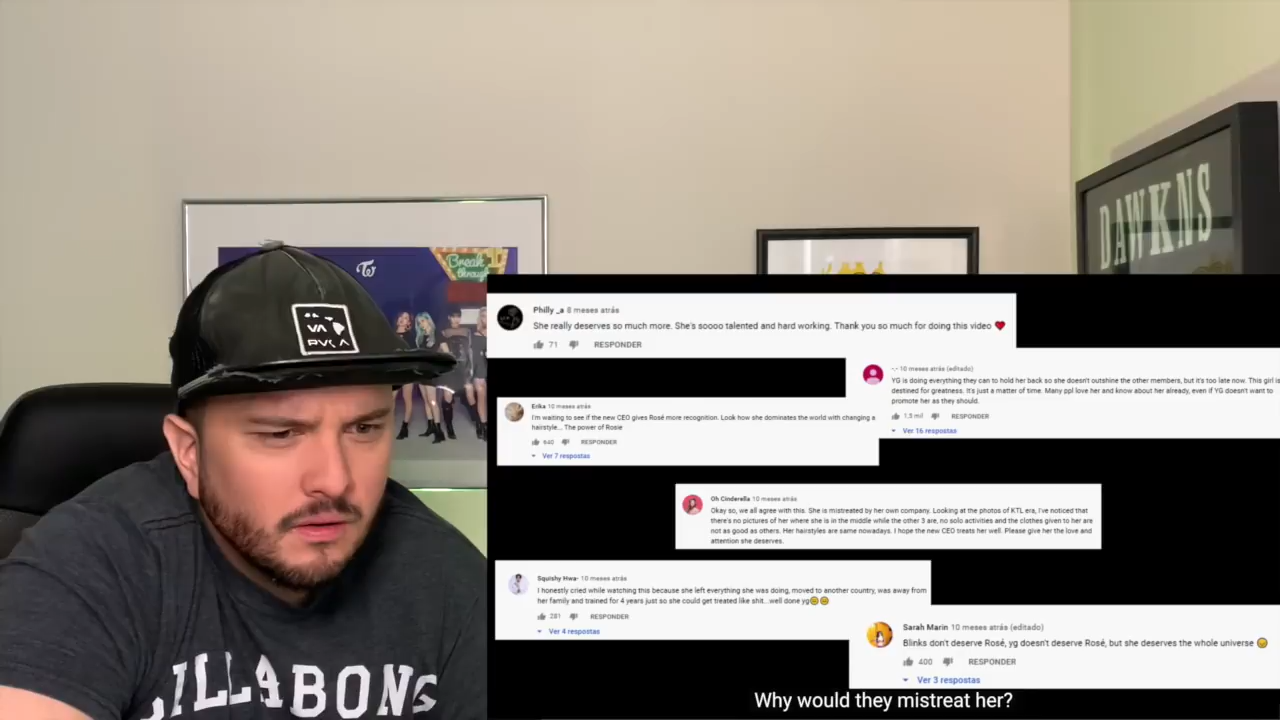 Break
through
DAWKNS
VA
RVCA
BILLABONG
Philly _a 8 meses atrás
She really deserves so much more. She's soooo talented and hard working. Thank you so much for doing this video ❤
71 RESPONDER
-.- 10 meses atrás (editado)
YG is doing everything they can to hold her back so she doesn't outshine the other members, but it's too late now. This girl is
destined for greatness. It's just a matter of time. Many ppl love her and know about her already, even if YG doesn't want to
promote her as they should.
1,5 mil RESPONDER
Ver 16 respostas
Erika 10 meses atrás
I'm waiting to see if the new CEO gives Rosé more recognition. Look how she dominates the world with changing a
hairstyle... The power of Rosie
640 RESPONDER
Ver 7 respostas
Oh Cinderella 10 meses atrás
Okay so, we all agree with this. She is mistreated by her own company. Looking at the photos of KTL era, I've noticed that
there's no pictures of her where she is in the middle while the other 3 are, no solo activities and the clothes given to her are
not as good as others. Her hairstyles are same nowadays. I hope the new CEO treats her well. Please give her the love and
attention she deserves.
Squishy Hwa- 10 meses atrás
I honestly cried while watching this because she left everything she was doing, moved to another country, was away from
her family and trained for 4 years just so she could get treated like shit...well done yg
281 RESPONDER
Ver 4 respostas
Sarah Marin 10 meses atrás (editado)
Blinks don't deserve Rosé, yg doesn't deserve Rosé, but she deserves the whole universe
400 RESPONDER
Ver 3 respostas
Why would they mistreat her?